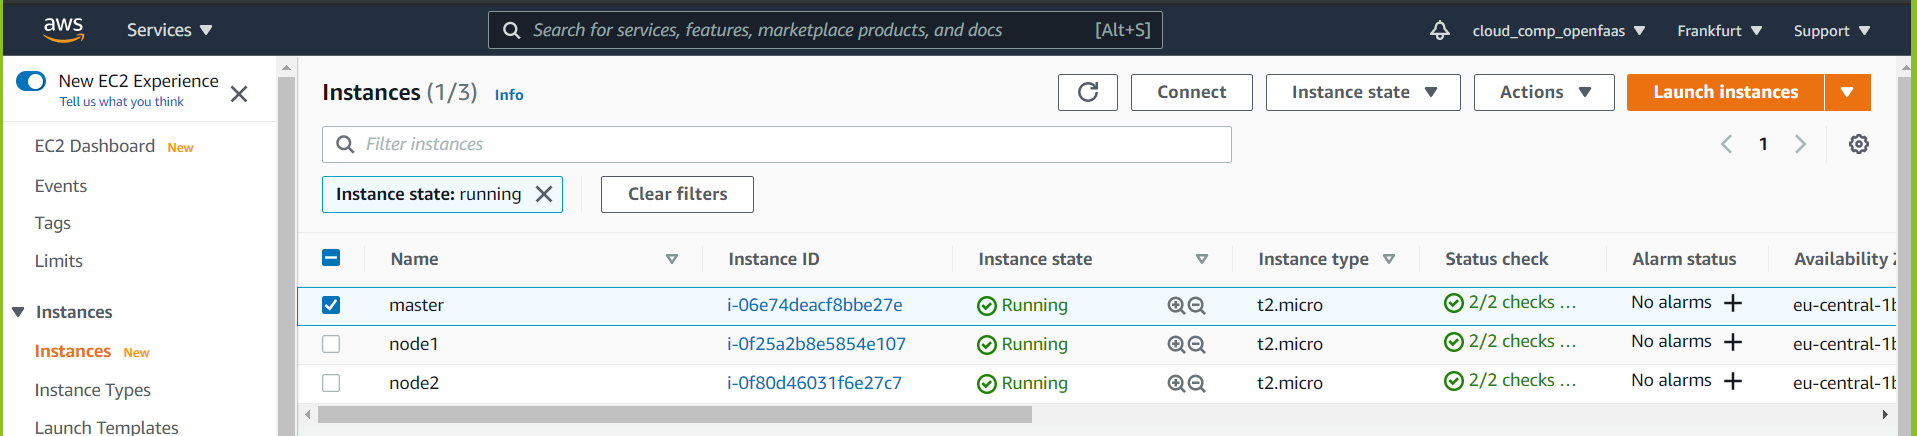 aws
Services
Search for services, features, marketplace products, and docs [Alt+S]
cloud_comp_openfaas
Frankfurt
Support
New EC2 Experience
Tell us what you think
EC2 Dashboard New
Events
Tags
Limits
Instances
Instances New
Instance Types
Launch Templates
Instances (1/3) Info
Connect
Instance state
Actions
Launch instances
Filter instances
1
Instance state: running
Clear filters
Name Instance ID Instance state Instance type Status check Alarm status Availability
master i-06e74deacf8bbe27e Running t2.micro 2/2 checks ... No alarms eu-central-1b
node1 i-0f25a2b8e5854e107 Running t2.micro 2/2 checks ... No alarms eu-central-1b
node2 i-0f80d46031f6e27c7 Running t2.micro 2/2 checks ... No alarms eu-central-1b